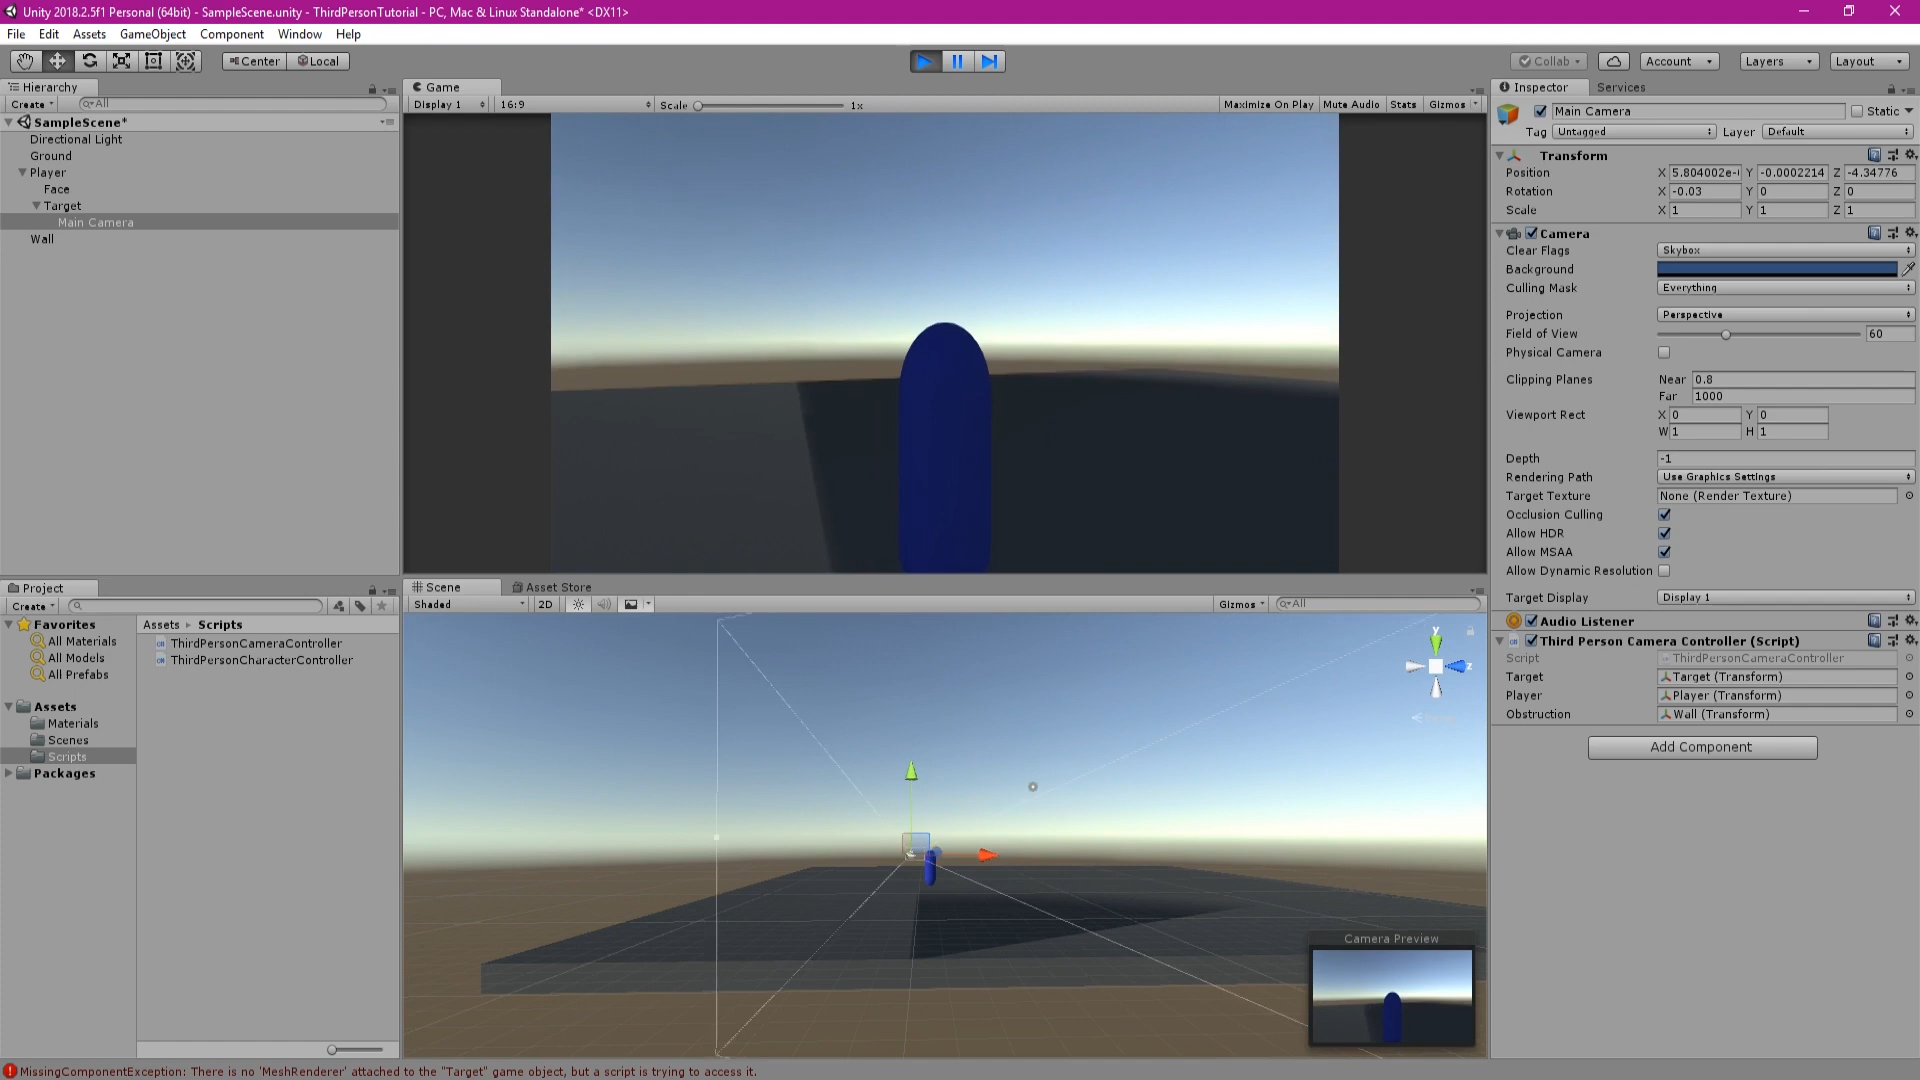 Unity 2018.2.5f1 Personal (64bit) - SampleScene.unity - ThirdPersonTutorial - PC, Mac & Linux Standalone* <DX11>
File Edit Assets GameObject Component Window Help
Center Local Collab Account Layers Layout
Hierarchy
Create All
SampleScene*
Directional Light
Ground
Player
Face
Target
Main Camera
Wall
Game
Display 1 16:9 Scale 1x Maximize On Play Mute Audio Stats Gizmos
Project
Create
Favorites
All Materials
All Models
All Prefabs
Assets
Materials
Scenes
Scripts
Packages
Assets ▸ Scripts
ThirdPersonCameraController
ThirdPersonCharacterController
Scene Asset Store
Shaded 2D Gizmos All
y
z
Camera Preview
Inspector Services
Main Camera Static
Tag Untagged Layer Default
Transform
Position X 5.804002e- Y -0.0002214 Z -4.34776
Rotation X -0.03 Y 0 Z 0
Scale X 1 Y 1 Z 1
Camera
Clear Flags Skybox
Background
Culling Mask Everything
Projection Perspective
Field of View 60
Physical Camera
Clipping Planes Near 0.8
Far 1000
Viewport Rect X 0 Y 0
W 1 H 1
Depth -1
Rendering Path Use Graphics Settings
Target Texture None (Render Texture)
Occlusion Culling
Allow HDR
Allow MSAA
Allow Dynamic Resolution
Target Display Display 1
Audio Listener
Third Person Camera Controller (Script)
Script ThirdPersonCameraController
Target Target (Transform)
Player Player (Transform)
Obstruction Wall (Transform)
Add Component
MissingComponentException: There is no 'MeshRenderer' attached to the "Target" game object, but a script is trying to access it.